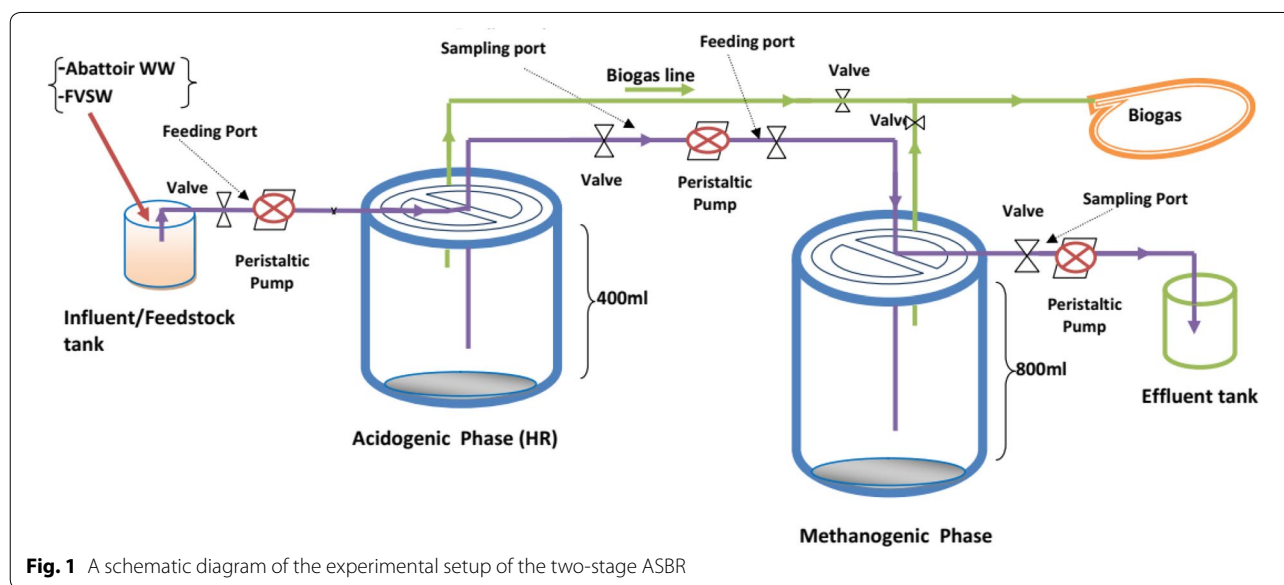 -Abattoir WW
-FVSW
Feeding Port
Valve
Peristaltic
Pump
Influent/Feedstock
tank
Sampling port
Biogas line
Feeding port
Valve
Valve
Biogas
Valve
Peristaltic
Pump
400ml
Acidogenic Phase (HR)
Valve
Sampling Port
Peristaltic
Pump
800ml
Effluent tank
Methanogenic Phase
Fig. 1 A schematic diagram of the experimental setup of the two-stage ASBR